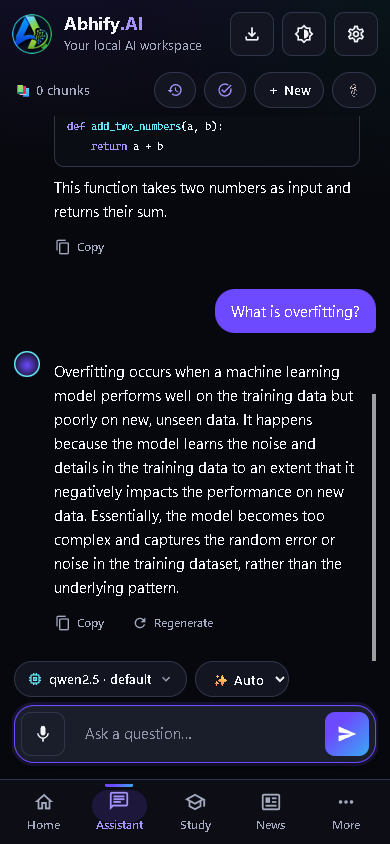 Abhify.AI
Your local AI workspace
0 chunks
+ New
def add_two_numbers(a, b):
    return a + b
This function takes two numbers as input and
returns their sum.
Copy
What is overfitting?
Overfitting occurs when a machine learning
model performs well on the training data but
poorly on new, unseen data. It happens
because the model learns the noise and
details in the training data to an extent that it
negatively impacts the performance on new
data. Essentially, the model becomes too
complex and captures the random error or
noise in the training dataset, rather than the
underlying pattern.
Copy Regenerate
qwen2.5 · default Auto
Ask a question...
Home Assistant Study News More